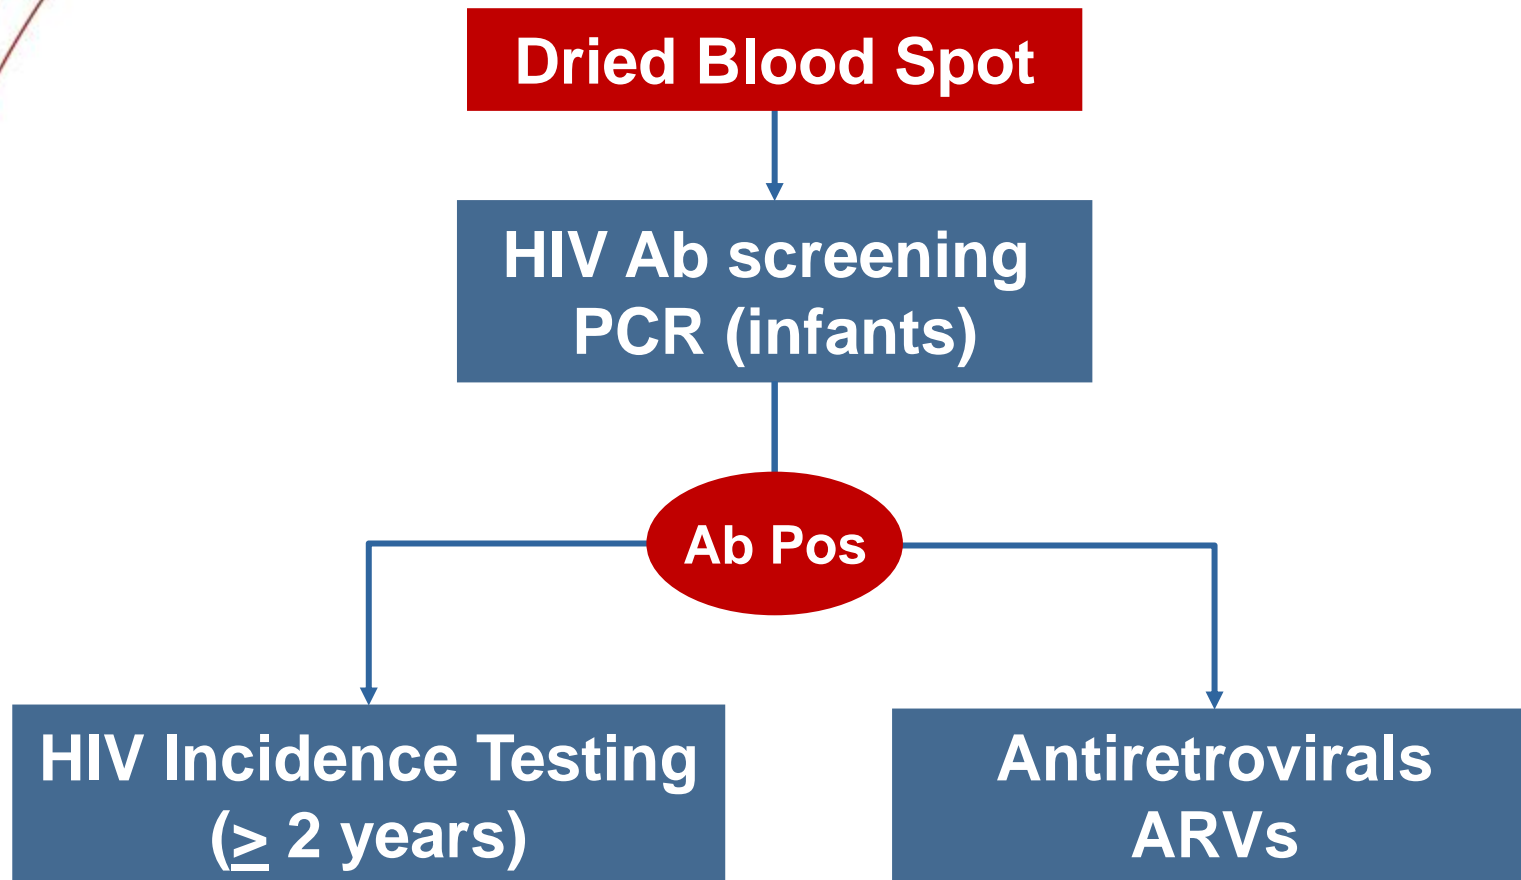 Dried Blood Spot
HIV Ab screening
PCR (infants)
Ab Pos
HIV Incidence Testing
(≥ 2 years)
Antiretrovirals
ARVs